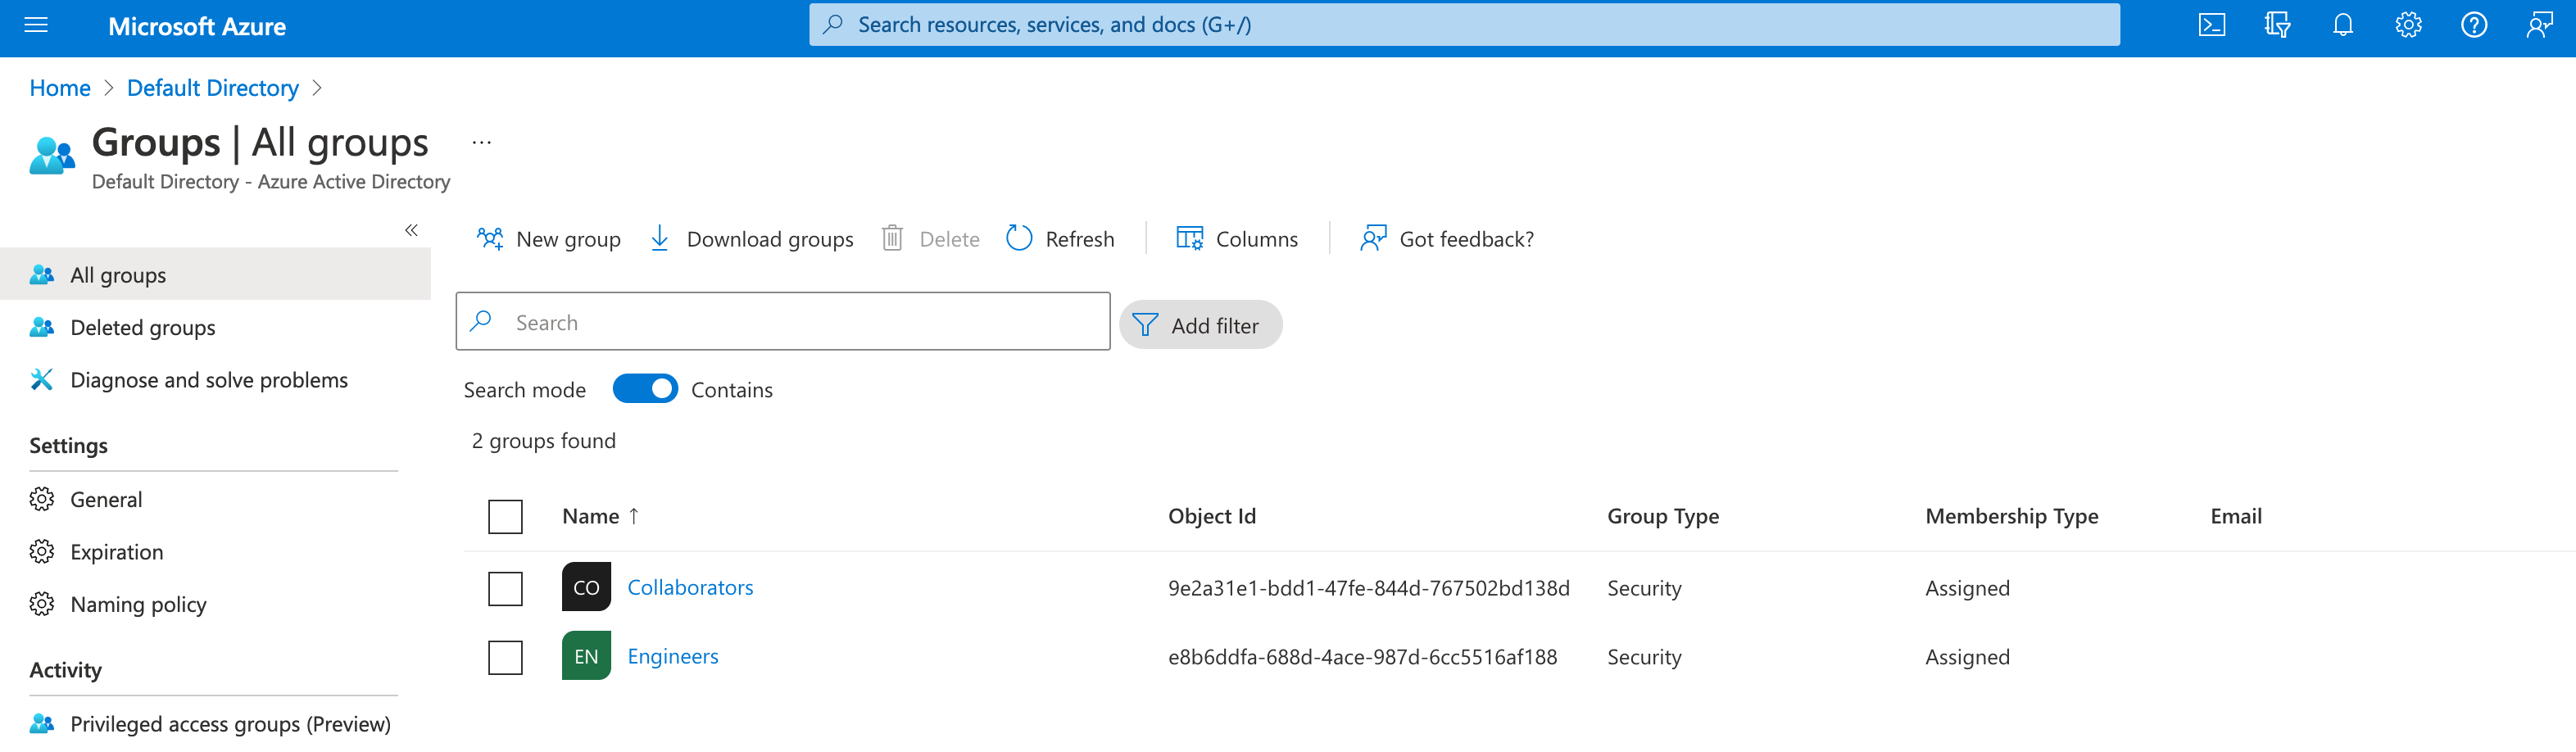 Microsoft Azure
Search resources, services, and docs (G+/)
Home > Default Directory >
Groups | All groups ...
Default Directory - Azure Active Directory
«
New group
Download groups
Delete
Refresh
Columns
Got feedback?
All groups
Deleted groups
Diagnose and solve problems
Settings
General
Expiration
Naming policy
Activity
Privileged access groups (Preview)
Search
Add filter
Search mode
Contains
2 groups found
Name ↑ Object Id Group Type Membership Type Email
CO Collaborators 9e2a31e1-bdd1-47fe-844d-767502bd138d Security Assigned
EN Engineers e8b6ddfa-688d-4ace-987d-6cc5516af188 Security Assigned